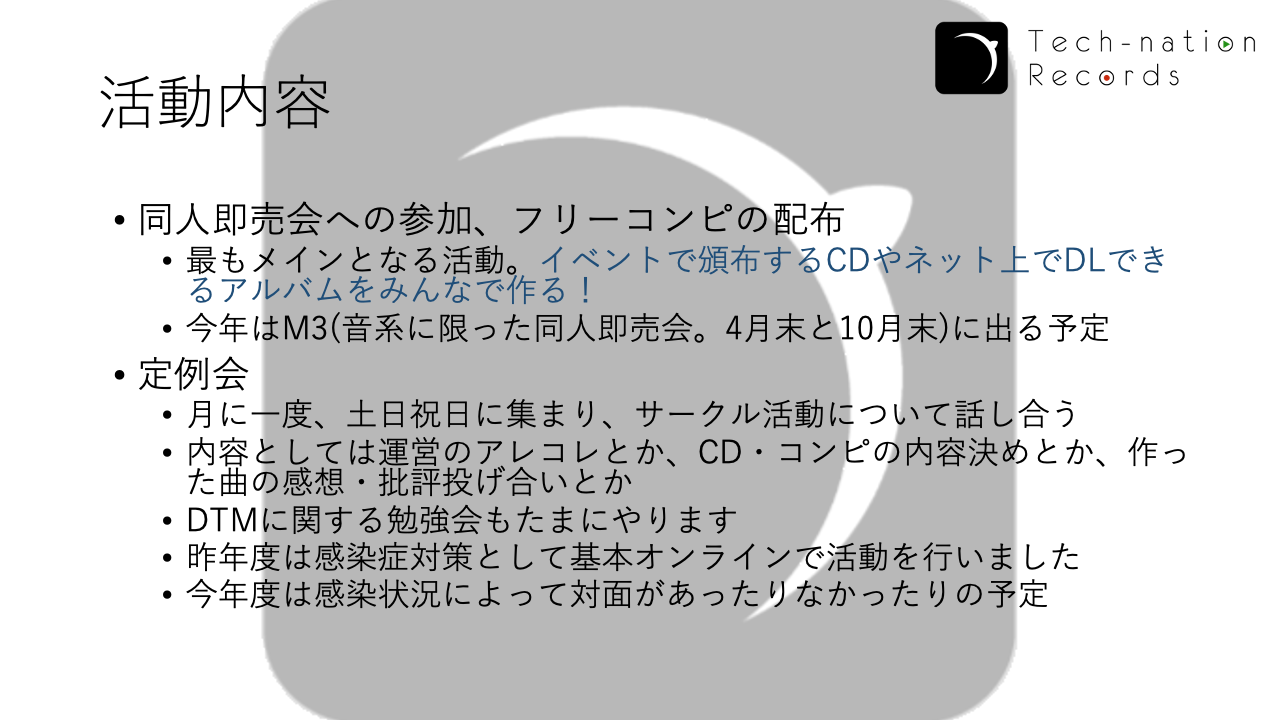 Tech-nation
Records
活動内容
• 同人即売会への参加、フリーコンピの配布
• 最もメインとなる活動。イベントで頒布するCDやネット上でDLでき
るアルバムをみんなで作る！
• 今年はM3(音系に限った同人即売会。4月末と10月末)に出る予定
• 定例会
• 月に一度、土日祝日に集まり、サークル活動について話し合う
• 内容としては運営のアレコレとか、CD・コンピの内容決めとか、作っ
た曲の感想・批評投げ合いとか
• DTMに関する勉強会もたまにやります
• 昨年度は感染症対策として基本オンラインで活動を行いました
• 今年度は感染状況によって対面があったりなかったりの予定